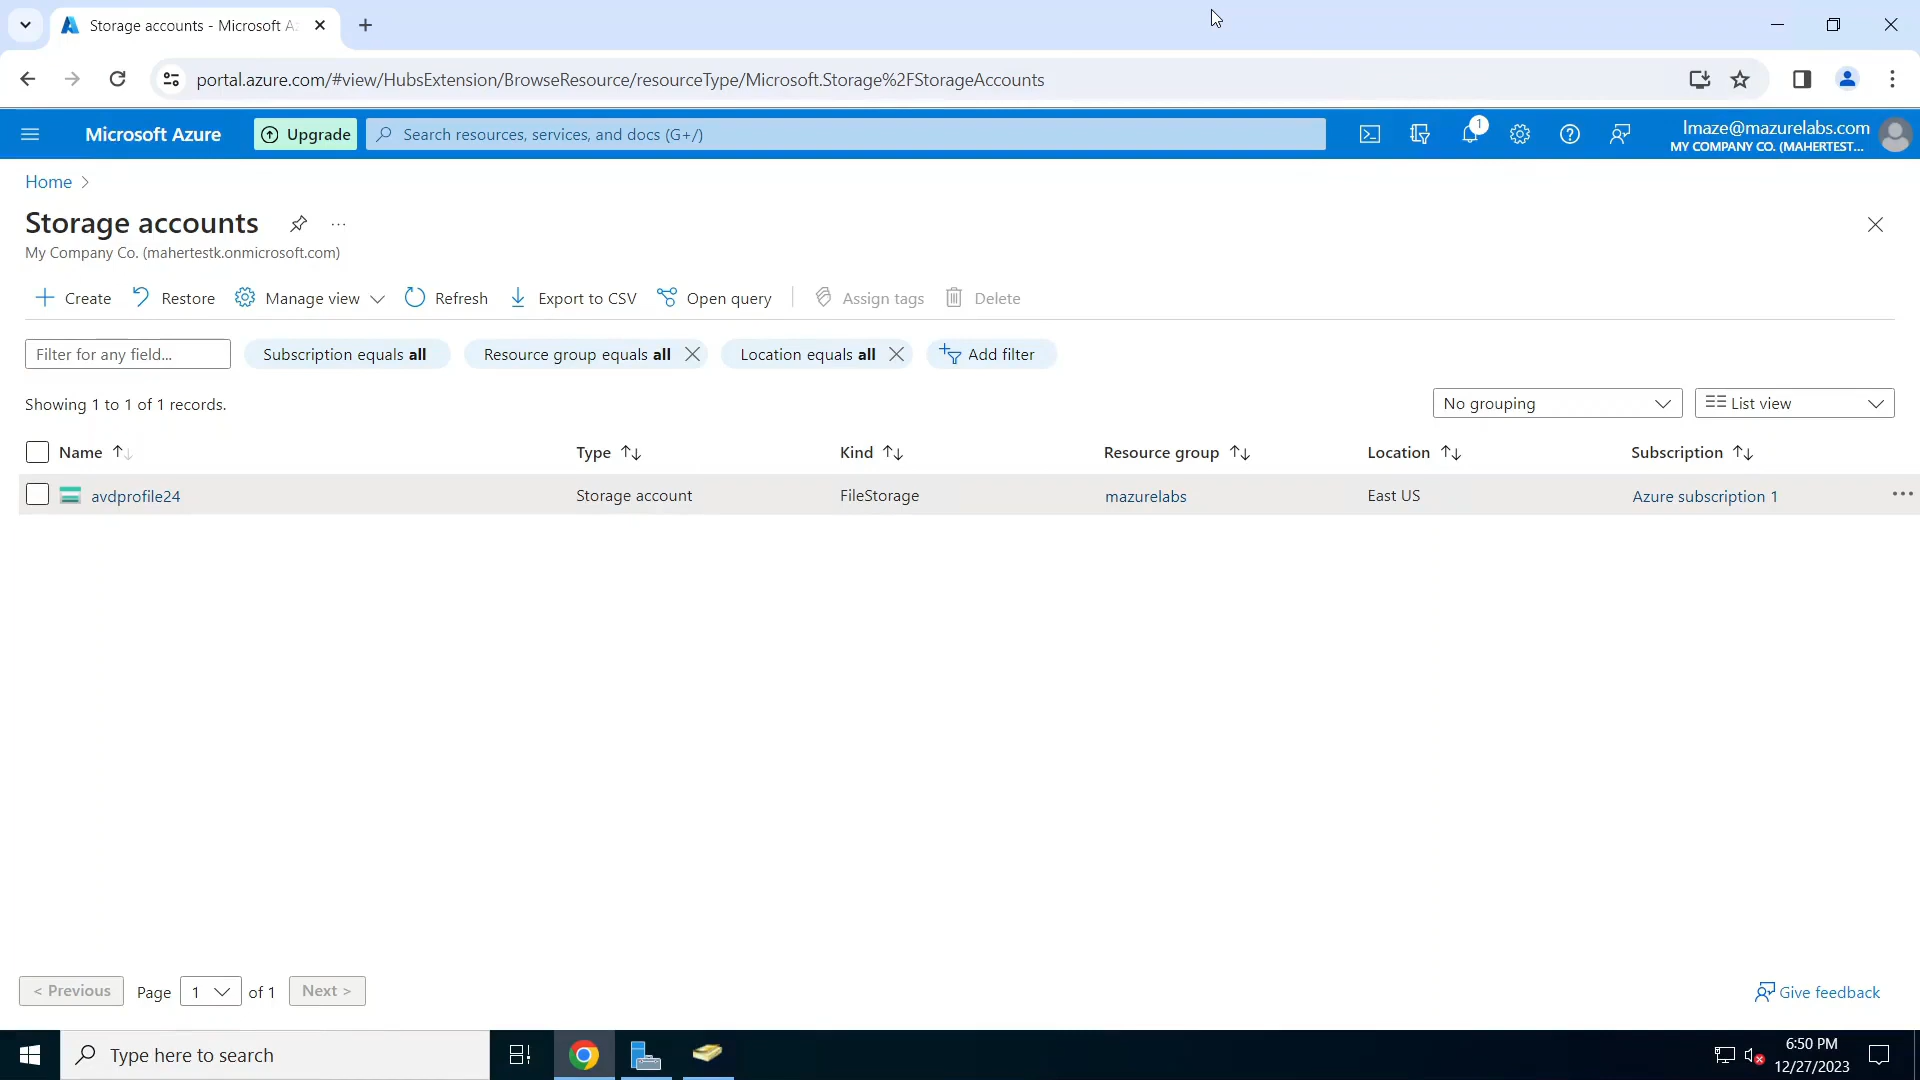 Storage accounts - Microsoft Az
portal.azure.com/#view/HubsExtension/BrowseResource/resourceType/Microsoft.Storage%2FStorageAccounts
Microsoft Azure
Upgrade
Search resources, services, and docs (G+/)
1
lmaze@mazurelabs.com
MY COMPANY CO. (MAHERTEST...
Home
Storage accounts
...
My Company Co. (mahertestk.onmicrosoft.com)
Create
Restore
Manage view
Refresh
Export to CSV
Open query
Assign tags
Delete
Filter for any field...
Subscription equals all
Resource group equals all
Location equals all
Add filter
Showing 1 to 1 of 1 records.
No grouping
List view
Name
Type
Kind
Resource group
Location
Subscription
avdprofile24
Storage account
FileStorage
mazurelabs
East US
Azure subscription 1
...
< Previous
Page 1 of 1
Next >
Give feedback
Type here to search
6:50 PM
12/27/2023